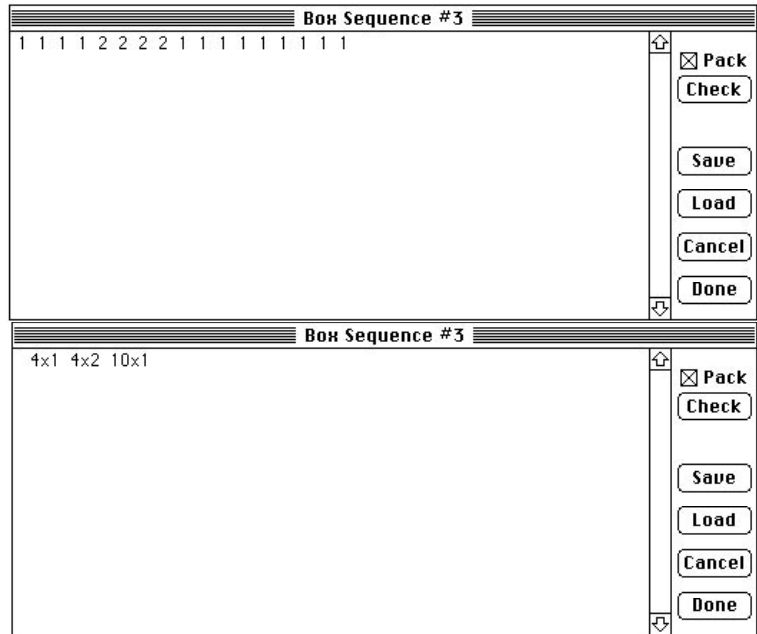 Box Sequence #3
1 1 1 1 2 2 2 2 1 1 1 1 1 1 1 1 1
Pack
Check
Save
Load
Cancel
Done
Box Sequence #3
4x1 4x2 10x1
Pack
Check
Save
Load
Cancel
Done